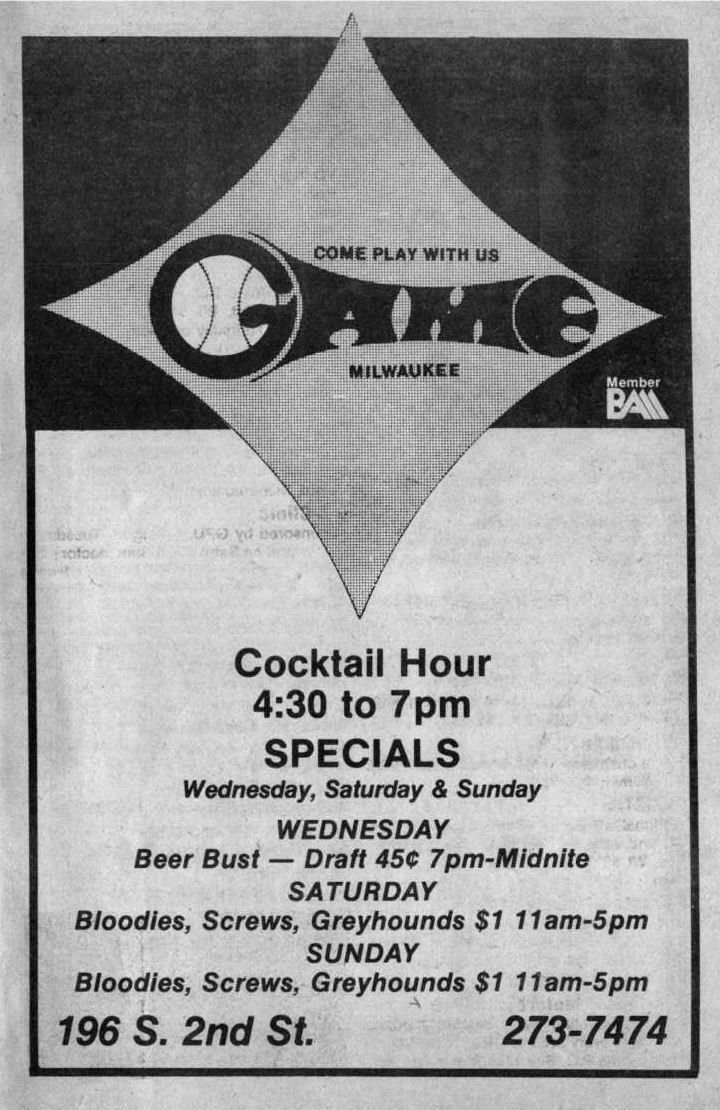 COME PLAY WITH US
GAME
MILWAUKEE
Member
BAM
Cocktail Hour
4:30 to 7pm
SPECIALS
Wednesday, Saturday & Sunday
WEDNESDAY
Beer Bust — Draft 45¢ 7pm-Midnite
SATURDAY
Bloodies, Screws, Greyhounds $1 11am-5pm
SUNDAY
Bloodies, Screws, Greyhounds $1 11am-5pm
196 S. 2nd St. 273-7474